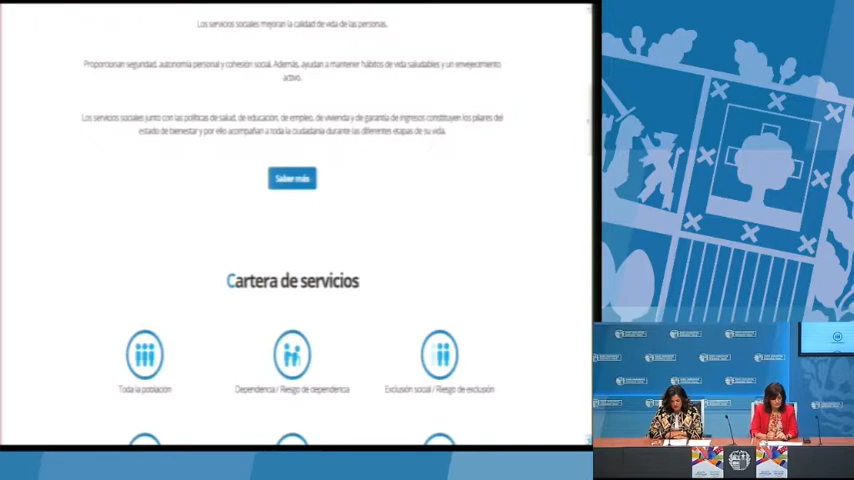 Los servicios sociales mejoran la calidad de vida de las personas.
Proporcionan seguridad, autonomía personal y cohesión social. Además, ayudan a mantener hábitos de vida saludables y un envejecimiento
activo.
Los servicios sociales junto con las políticas de salud, de educación, de empleo, de vivienda y de garantía de ingresos constituyen los pilares del
estado de bienestar y por ello acompañan a toda la ciudadanía durante las diferentes etapas de su vida.
Saber más
Cartera de servicios
Toda la población
Dependencia / Riesgo de dependencia
Exclusión social / Riesgo de exclusión